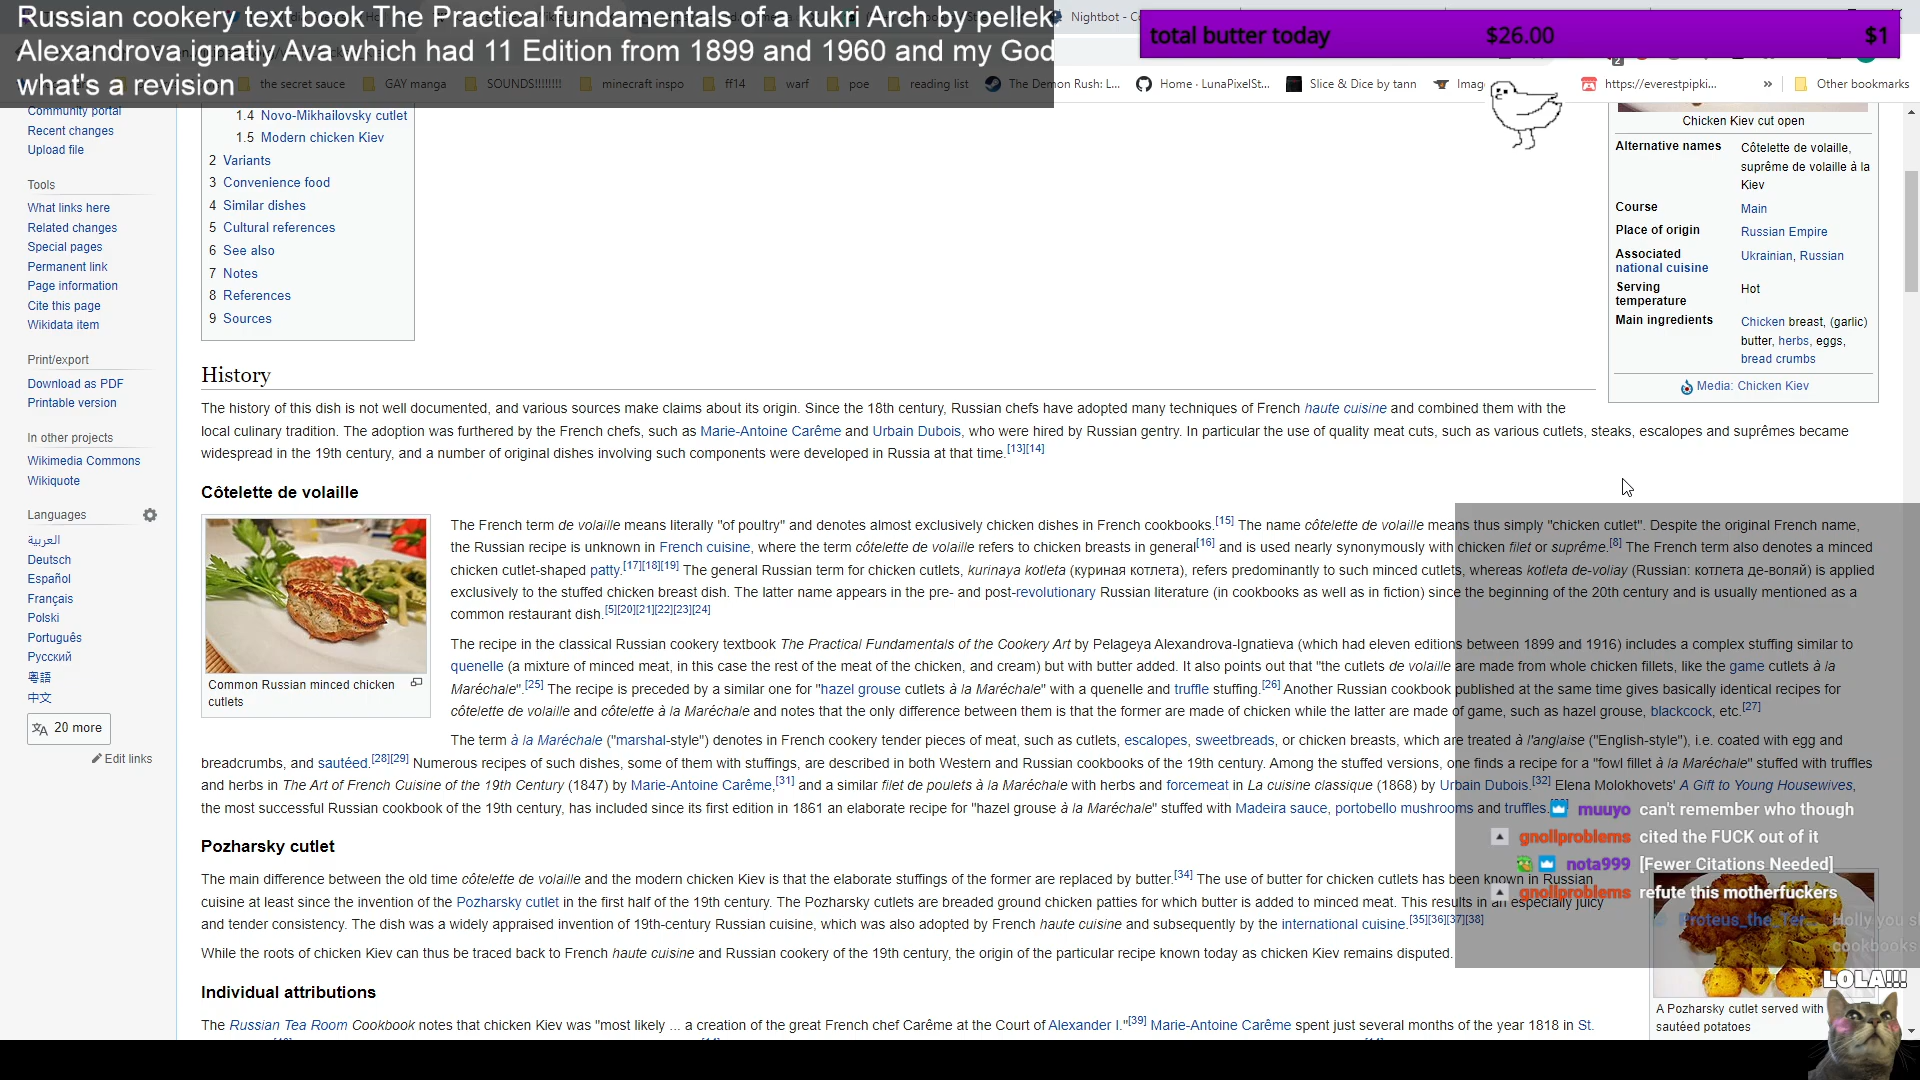 Russian cookery text book The Practical fundamentals of a kukri Arch by pellek
Alexandrova-ignatiy Ava which had 11 Edition from 1899 and 1960 and my God
what's a revision
Nightbot - C
total butter today $26.00 $1
the secret sauce
GAY manga
SOUNDS!!!!!!!!
minecraft inspo
ff14
warf
poe
reading list
The Demon Rush: L...
Home · LunaPixelSt...
Slice & Dice by tann
Imag
https://everestpipki...
»
Other bookmarks
Community portal
Recent changes
Upload file
Tools
What links here
Related changes
Special pages
Permanent link
Page information
Cite this page
Wikidata item
Print/export
Download as PDF
Printable version
In other projects
Wikimedia Commons
Wikiquote
Languages
العربية
Deutsch
Español
Français
Polski
Português
Русский
粵語
中文
20 more
Edit links
1.4 Novo-Mikhailovsky cutlet
1.5 Modern chicken Kiev
2 Variants
3 Convenience food
4 Similar dishes
5 Cultural references
6 See also
7 Notes
8 References
9 Sources
Chicken Kiev cut open
Alternative names Côtelette de volaille,
suprême de volaille à la
Kiev
Course Main
Place of origin Russian Empire
Associated Ukrainian, Russian
national cuisine
Serving Hot
temperature
Main ingredients Chicken breast, (garlic)
butter, herbs, eggs,
bread crumbs
Media: Chicken Kiev
History
The history of this dish is not well documented, and various sources make claims about its origin. Since the 18th century, Russian chefs have adopted many techniques of French haute cuisine and combined them with the
local culinary tradition. The adoption was furthered by the French chefs, such as Marie-Antoine Carême and Urbain Dubois, who were hired by Russian gentry. In particular the use of quality meat cuts, such as various cutlets, steaks, escalopes and suprêmes became
widespread in the 19th century, and a number of original dishes involving such components were developed in Russia at that time.[13][14]
Côtelette de volaille
Common Russian minced chicken
cutlets
The French term de volaille means literally "of poultry" and denotes almost exclusively chicken dishes in French cookbooks.[15] The name côtelette de volaille means thus simply "chicken cutlet". Despite the original French name,
the Russian recipe is unknown in French cuisine, where the term côtelette de volaille refers to chicken breasts in general[16] and is used nearly synonymously with chicken filet or suprême.[8] The French term also denotes a minced
chicken cutlet-shaped patty.[17][18][19] The general Russian term for chicken cutlets, kurinaya kotleta (куриная котлета), refers predominantly to such minced cutlets, whereas kotleta de-voliay (Russian: котлета де-воляй) is applied
exclusively to the stuffed chicken breast dish. The latter name appears in the pre- and post-revolutionary Russian literature (in cookbooks as well as in fiction) since the beginning of the 20th century and is usually mentioned as a
common restaurant dish.[5][20][21][22][23][24]
The recipe in the classical Russian cookery textbook The Practical Fundamentals of the Cookery Art by Pelageya Alexandrova-Ignatieva (which had eleven editions between 1899 and 1916) includes a complex stuffing similar to
quenelle (a mixture of minced meat, in this case the rest of the meat of the chicken, and cream) but with butter added. It also points out that "the cutlets de volaille are made from whole chicken fillets, like the game cutlets à la
Maréchale".[25] The recipe is preceded by a similar one for "hazel grouse cutlets à la Maréchale" with a quenelle and truffle stuffing.[26] Another Russian cookbook published at the same time gives basically identical recipes for
côtelette de volaille and côtelette à la Maréchale and notes that the only difference between them is that the former are made of chicken while the latter are made of game, such as hazel grouse, blackcock, etc.[27]
The term à la Maréchale ("marshal-style") denotes in French cookery tender pieces of meat, such as cutlets, escalopes, sweetbreads, or chicken breasts, which are treated à l'anglaise ("English-style"), i.e. coated with egg and
breadcrumbs, and sautéed.[28][29] Numerous recipes of such dishes, some of them with stuffings, are described in both Western and Russian cookbooks of the 19th century. Among the stuffed versions, one finds a recipe for a "fowl fillet à la Maréchale" stuffed with truffles
and herbs in The Art of French Cuisine of the 19th Century (1847) by Marie-Antoine Carême,[31] and a similar filet de poulets à la Maréchale with herbs and forcemeat in La cuisine classique (1868) by Urbain Dubois.[32] Elena Molokhovets' A Gift to Young Housewives,
the most successful Russian cookbook of the 19th century, has included since its first edition in 1861 an elaborate recipe for "hazel grouse à la Maréchale" stuffed with Madeira sauce, portobello mushrooms and truffles.
muuyo can't remember who though
gnollproblems cited the FUCK out of it
nota999 [Fewer Citations Needed]
gnollproblems refute this motherfuckers
Proteus_the_Ter... Holly you s
cookbooks
Pozharsky cutlet
The main difference between the old time côtelette de volaille and the modern chicken Kiev is that the elaborate stuffings of the former are replaced by butter.[34] The use of butter for chicken cutlets has been known in Russian
cuisine at least since the invention of the Pozharsky cutlet in the first half of the 19th century. The Pozharsky cutlets are breaded ground chicken patties for which butter is added to minced meat. This results in an especially juicy
and tender consistency. The dish was a widely appraised invention of 19th-century Russian cuisine, which was also adopted by French haute cuisine and subsequently by the international cuisine.[35][36][37][38]
While the roots of chicken Kiev can thus be traced back to French haute cuisine and Russian cookery of the 19th century, the origin of the particular recipe known today as chicken Kiev remains disputed.
LOLA!!!
A Pozharsky cutlet served with
sautéed potatoes
Individual attributions
The Russian Tea Room Cookbook notes that chicken Kiev was "most likely ... a creation of the great French chef Carême at the Court of Alexander I."[39] Marie-Antoine Carême spent just several months of the year 1818 in St.